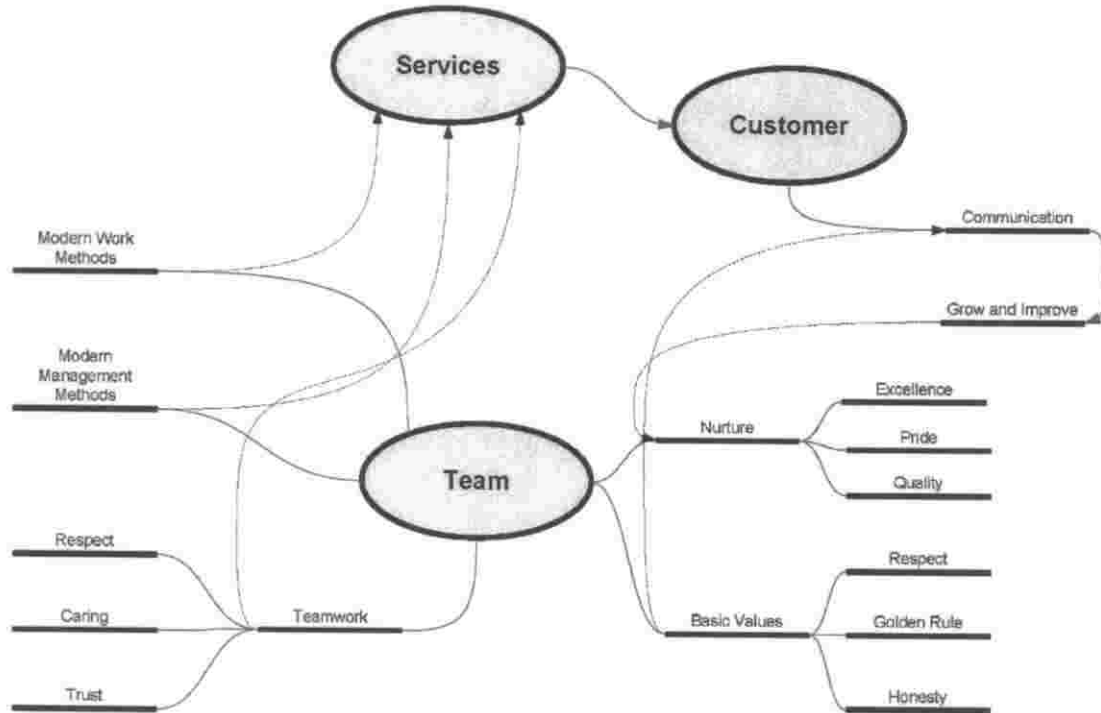 Services
Customer
Communication
Modern Work
Methods
Grow and Improve
Modern
Management
Methods
Excellence
Nurture
Pride
Team
Quality
Respect
Respect
Caring
Teamwork
Basic Values
Golden Rule
Trust
Honesty